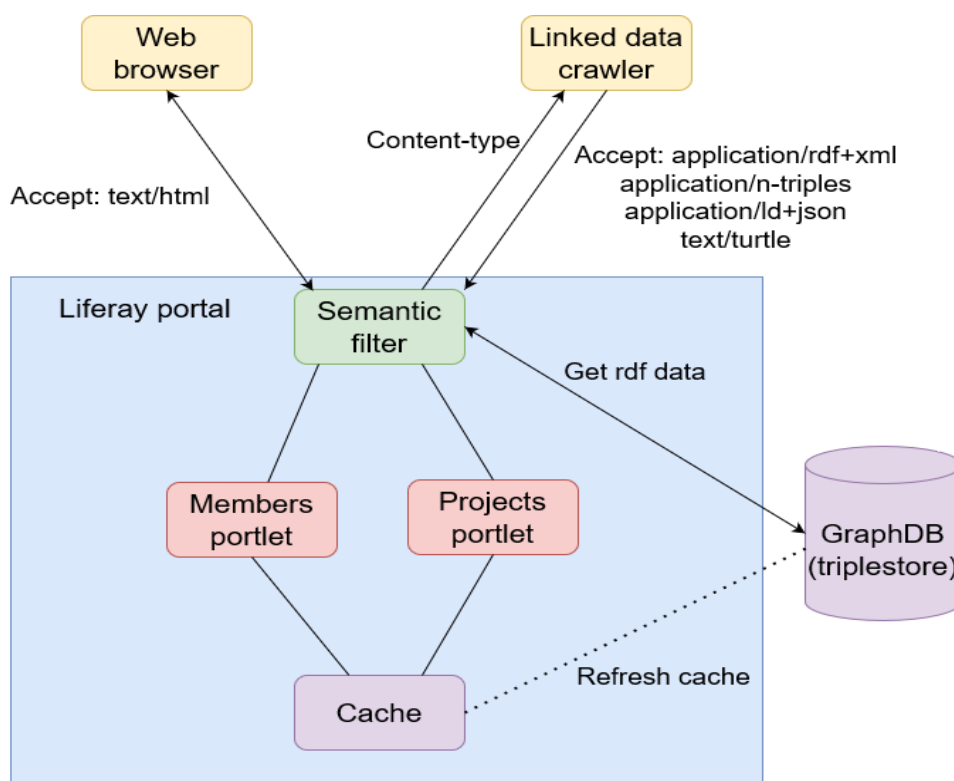 Web
browser
Linked data
crawler
Content-type
Accept: application/rdf+xml
application/n-triples
application/ld+json
text/turtle
Accept: text/html
Liferay portal
Semantic
filter
Get rdf data
Members
portlet
Projects
portlet
GraphDB
(triplestore)
Refresh cache
Cache